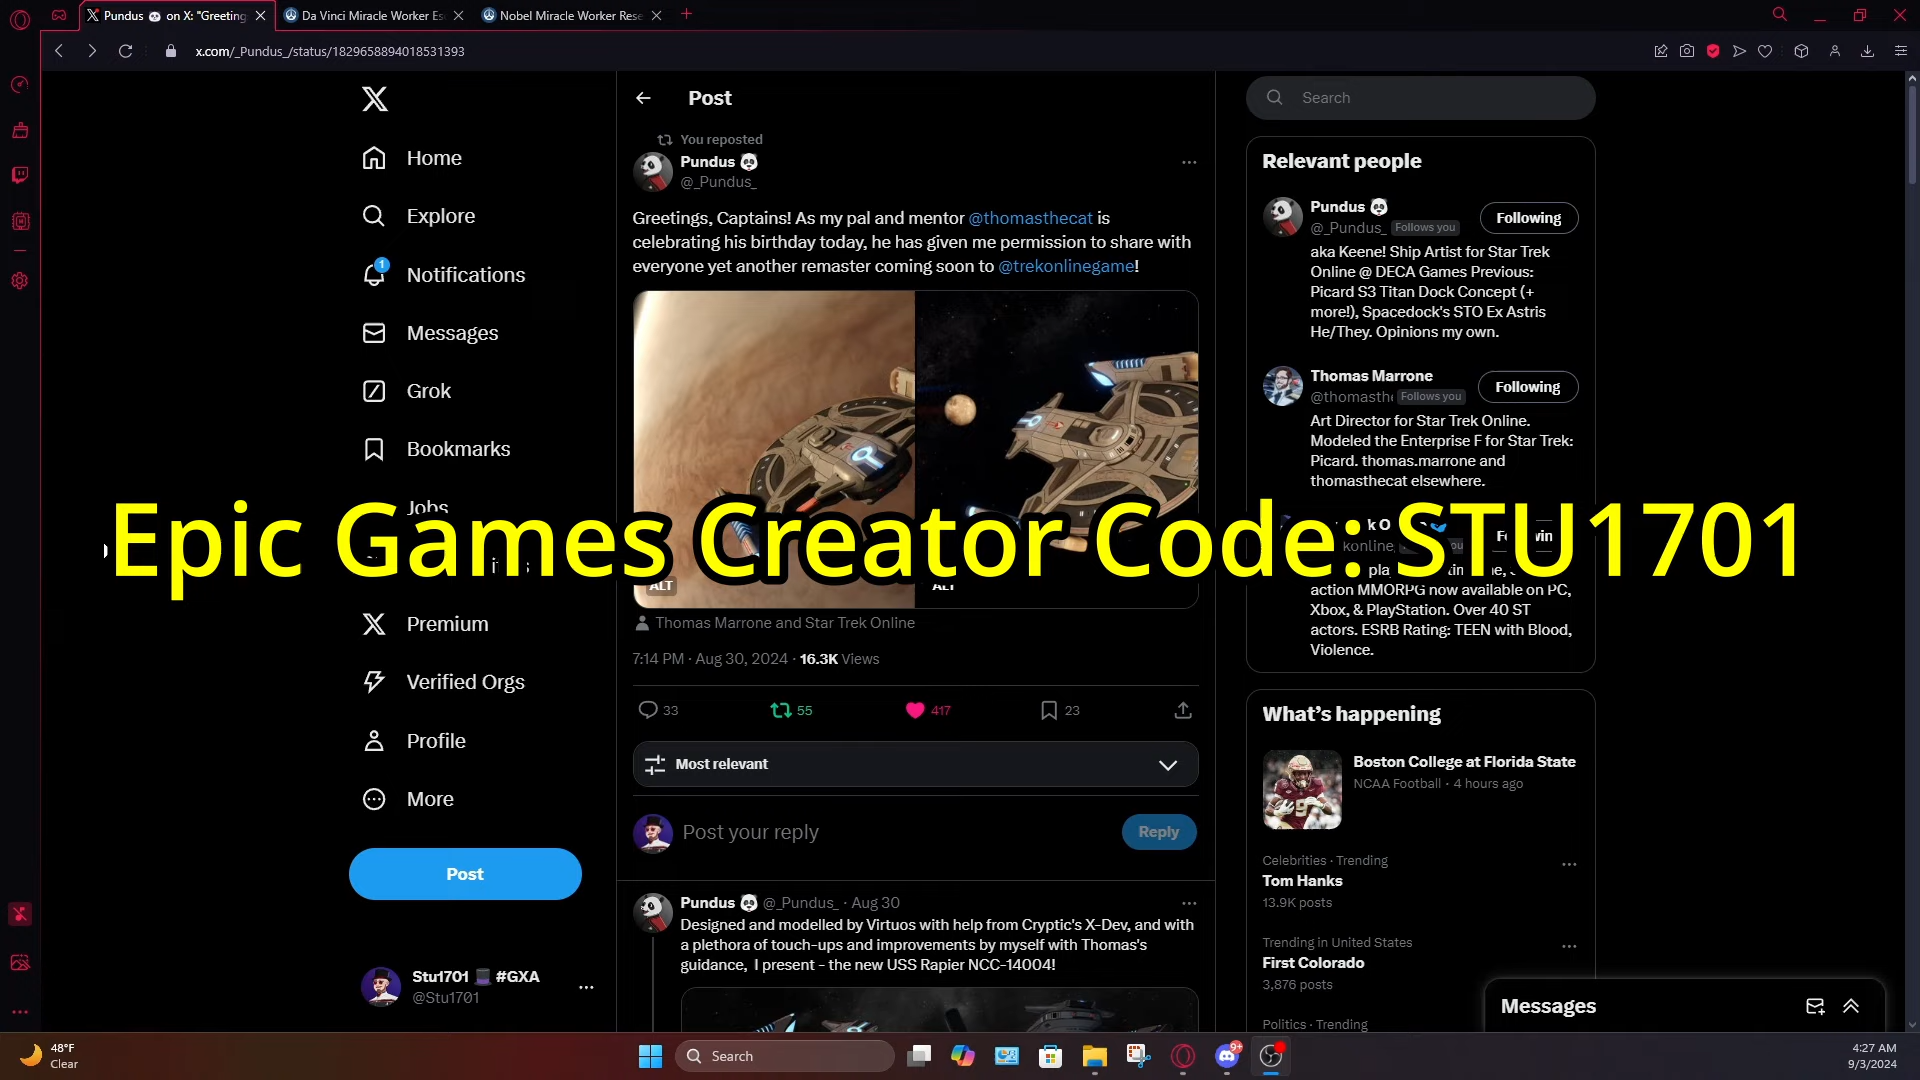 Pundus on X: "Greeting
Da Vinci Miracle Worker Es
Nobel Miracle Worker Rese
x.com/_Pundus_/status/1829658894018531393
Post
Search
You reposted
Pundus
@_Pundus_
Greetings, Captains! As my pal and mentor @thomasthecat is
celebrating his birthday today, he has given me permission to share with
everyone yet another remaster coming soon to @trekonlinegame!
ALT
ALT
Thomas Marrone and Star Trek Online
7:14 PM · Aug 30, 2024 · 16.3K Views
33
55
417
23
Most relevant
Post your reply
Reply
Pundus @_Pundus_ · Aug 30
Designed and modelled by Virtuos with help from Cryptic's X-Dev, and with
a plethora of touch-ups and improvements by myself with Thomas's
guidance, I present - the new USS Rapier NCC-14004!
Home
Explore
1
Notifications
Messages
Grok
Bookmarks
Jobs
Premium
Verified Orgs
Profile
More
Post
Stu1701 #GXA
@Stu1701
Epic Games Creator Code: STU1701
Relevant people
Pundus
@_Pundus_ Follows you
Following
aka Keene! Ship Artist for Star Trek
Online @ DECA Games Previous:
Picard S3 Titan Dock Concept (+
more!), Spacedock's STO Ex Astris
He/They. Opinions my own.
Thomas Marrone
@thomasthe Follows you
Following
Art Director for Star Trek Online.
Modeled the Enterprise F for Star Trek:
Picard. thomas.marrone and
thomasthecat elsewhere.
action MMORPG now available on PC,
Xbox, & PlayStation. Over 40 ST
actors. ESRB Rating: TEEN with Blood,
Violence.
What's happening
Boston College at Florida State
NCAA Football · 4 hours ago
Celebrities · Trending
Tom Hanks
13.9K posts
Trending in United States
First Colorado
3,876 posts
Politics · Trending
Messages
48°F
Clear
Search
9+
4:27 AM
9/3/2024